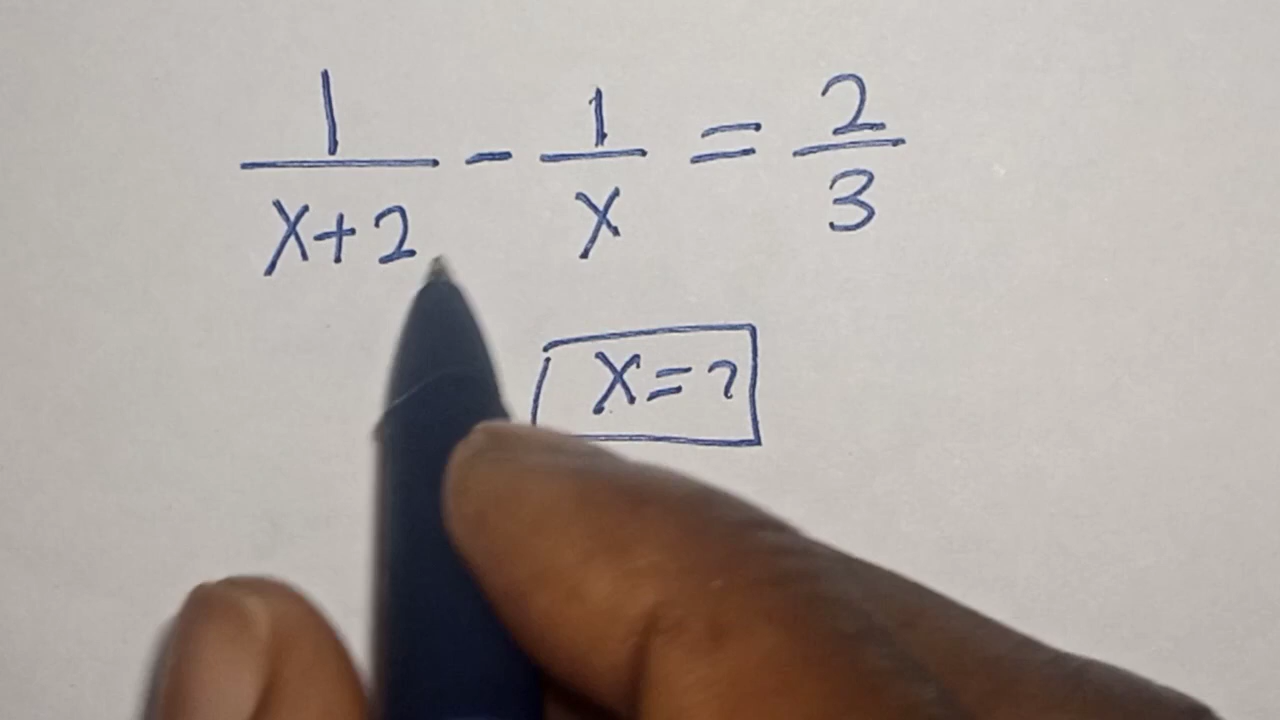 1/(x+2) - 1/x = 2/3
x = ?